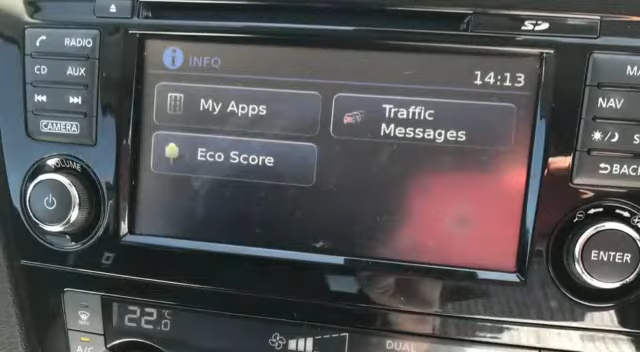 SD
RADIO
CD AUX
CAMERA
VOLUME
INFO
14:13
My Apps
Traffic
Messages
Eco Score
MA
NAV
S
BACK
ENTER
22.0 °C
A/C
DUAL